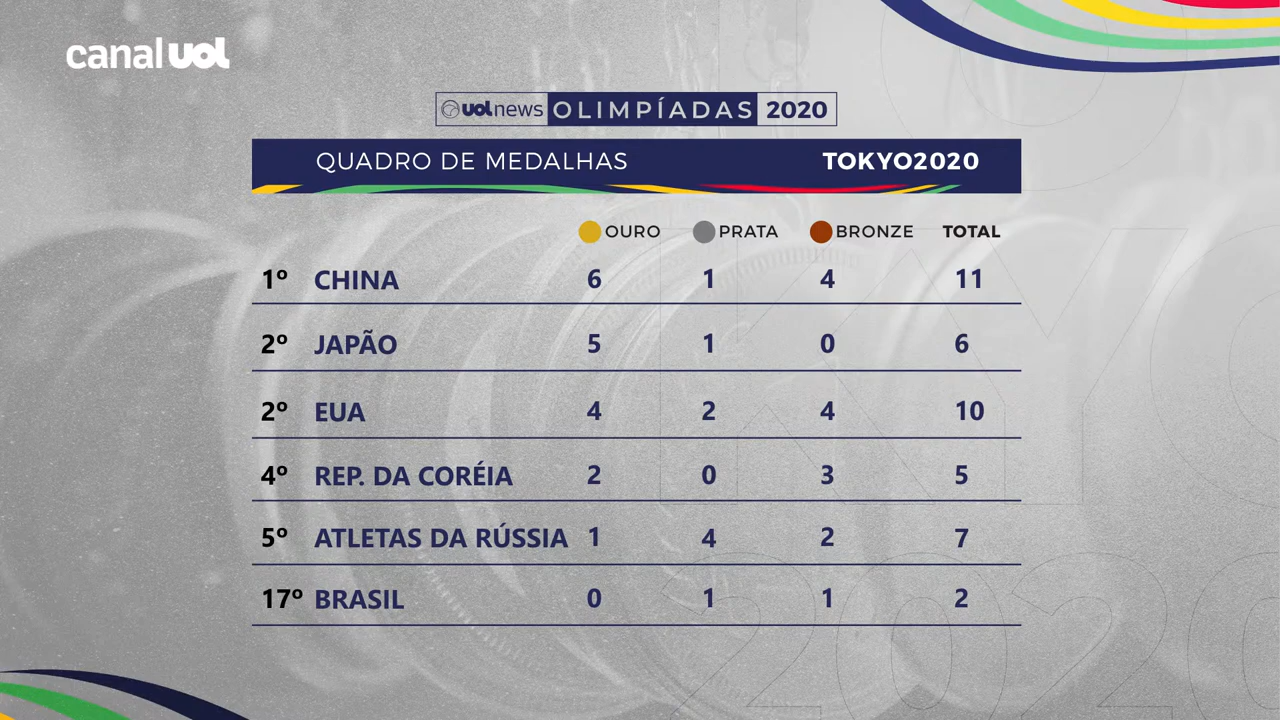 canal uol
uol news OLIMPÍADAS 2020
QUADRO DE MEDALHAS TOKYO2020
OURO PRATA BRONZE TOTAL
1º CHINA 6 1 4 11
2º JAPÃO 5 1 0 6
2º EUA 4 2 4 10
4º REP. DA CORÉIA 2 0 3 5
5º ATLETAS DA RÚSSIA 1 4 2 7
17º BRASIL 0 1 1 2